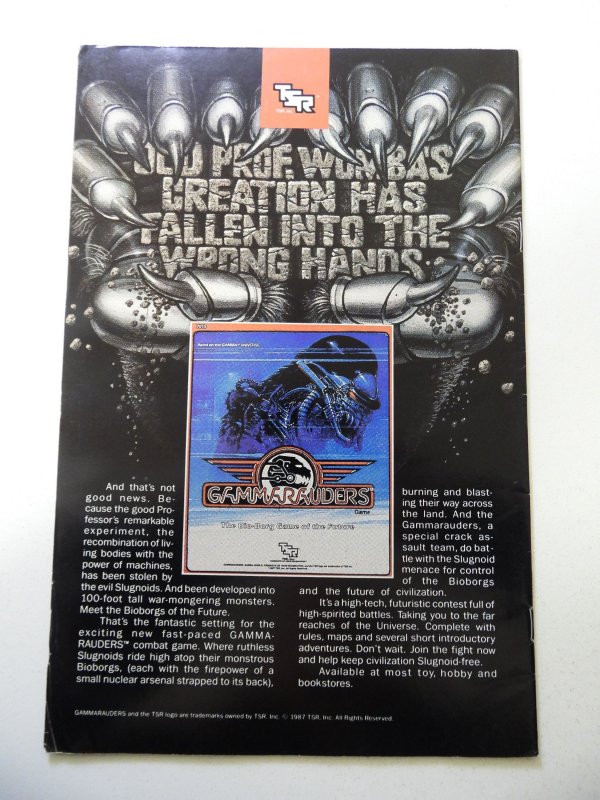 TSR
TSR, Inc.
OLD PROF. WOMBA'S
CREATION HAS
FALLEN INTO THE
WRONG HANDS.
Based on the GAMMA™ UNIVERSE
GAMMARAUDERS™
Game
The Bio-Borg Game of the Future
TSR
And that's not
good news. Be-
cause the good Pro-
fessor's remarkable
experiment, the
recombination of liv-
ing bodies with the
power of machines,
has been stolen by
the evil Slugnoids. And been developed into
100-foot tall war-mongering monsters.
Meet the Bioborgs of the Future.
That's the fantastic setting for the
exciting new fast-paced GAMMA-
RAUDERS™ combat game. Where ruthless
Slugnoids ride high atop their monstrous
Bioborgs, (each with the firepower of a
small nuclear arsenal strapped to its back),
burning and blast-
ing their way across
the land. And the
Gammarauders, a
special crack as-
sault team, do bat-
tle with the Slugnoid
menace for control
of the Bioborgs
and the future of civilization.
It's a high-tech, futuristic contest full of
high-spirited battles. Taking you to the far
reaches of the Universe. Complete with
rules, maps and several short introductory
adventures. Don't wait. Join the fight now
and help keep civilization Slugnoid-free.
Available at most toy, hobby and
bookstores.
GAMMARAUDERS and the TSR logo are trademarks owned by TSR, Inc. © 1987 TSR, Inc. All Rights Reserved.